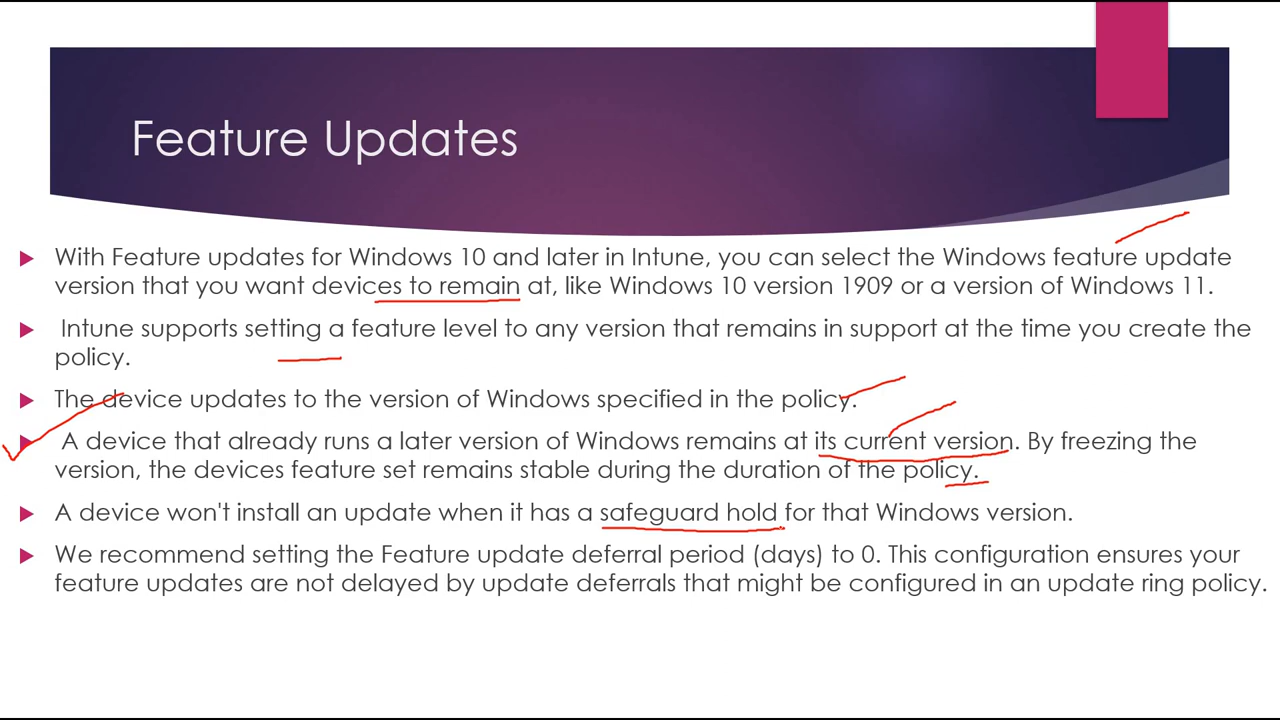 Feature Updates
With Feature updates for Windows 10 and later in Intune, you can select the Windows feature update
version that you want devices to remain at, like Windows 10 version 1909 or a version of Windows 11.
Intune supports setting a feature level to any version that remains in support at the time you create the
policy.
The device updates to the version of Windows specified in the policy.
A device that already runs a later version of Windows remains at its current version. By freezing the
version, the devices feature set remains stable during the duration of the policy.
A device won't install an update when it has a safeguard hold for that Windows version.
We recommend setting the Feature update deferral period (days) to 0. This configuration ensures your
feature updates are not delayed by update deferrals that might be configured in an update ring policy.